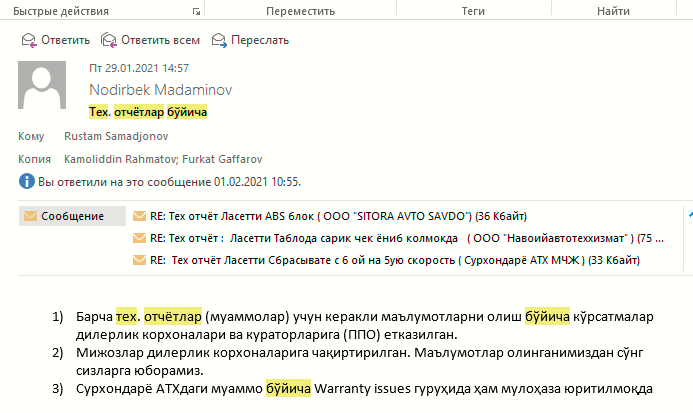 Быстрые действия Переместить Теги Найти
Ответить Ответить всем Переслать
Пт 29.01.2021 14:57
Nodirbek Madaminov
Тех. отчётлар бўйича
Кому Rustam Samadjonov
Копия Kamoliddin Rahmatov; Furkat Gaffarov
Вы ответили на это сообщение 01.02.2021 10:55.
Сообщение RE: Тех отчёт Ласетти ABS блок ( ООО "SITORA AVTO SAVDO") (36 Кбайт)
RE: Тех отчёт : Ласетти Таблода сарик чек ёниб колмокда ( ООО "Навоийавтотеххизмат" ) (75 ...
RE: Тех отчёт Ласетти Сбрасывате с 6 ой на 5ую скорость ( Сурхондарё АТХ МЧЖ ) (33 Кбайт)
1) Барча тех. отчётлар (муаммолар) учун керакли маълумотларни олиш бўйича кўрсатмалар
дилерлик корхоналари ва кураторларига (ППО) етказилган.
2) Мижозлар дилерлик корхоналарига чақиртирилган. Маълумотлар олинганимиздан сўнг
сизларга юборамиз.
3) Сурхондарё АТХдаги муаммо бўйича Warranty issues гуруҳида ҳам мулоҳаза юритилмоқда